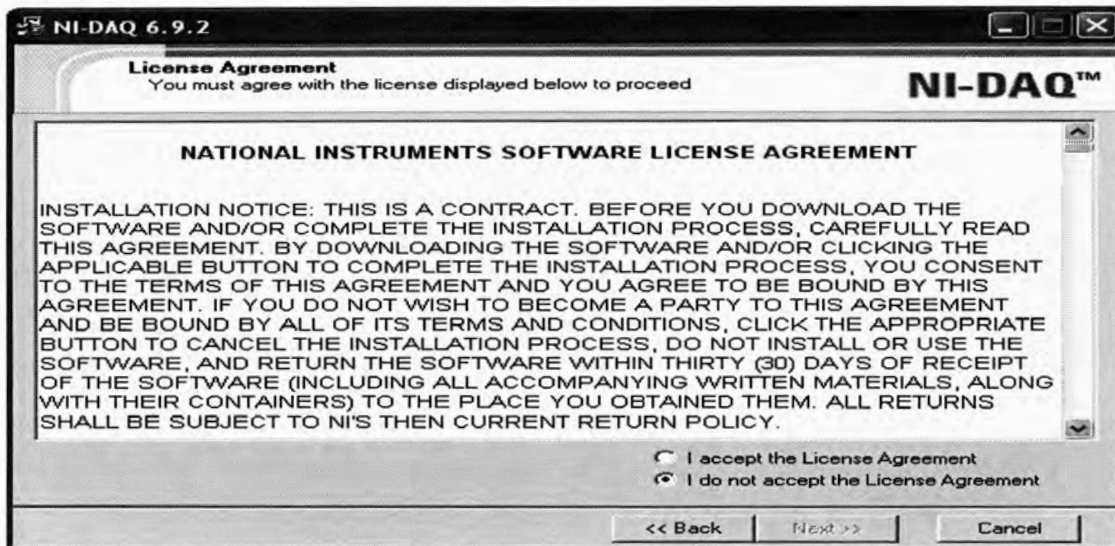 NI-DAQ 6.9.2
License Agreement
You must agree with the license displayed below to proceed
NI-DAQ™
NATIONAL INSTRUMENTS SOFTWARE LICENSE AGREEMENT
INSTALLATION NOTICE: THIS IS A CONTRACT. BEFORE YOU DOWNLOAD THE
SOFTWARE AND/OR COMPLETE THE INSTALLATION PROCESS, CAREFULLY READ
THIS AGREEMENT. BY DOWNLOADING THE SOFTWARE AND/OR CLICKING THE
APPLICABLE BUTTON TO COMPLETE THE INSTALLATION PROCESS, YOU CONSENT
TO THE TERMS OF THIS AGREEMENT AND YOU AGREE TO BE BOUND BY THIS
AGREEMENT. IF YOU DO NOT WISH TO BECOME A PARTY TO THIS AGREEMENT
AND BE BOUND BY ALL OF ITS TERMS AND CONDITIONS, CLICK THE APPROPRIATE
BUTTON TO CANCEL THE INSTALLATION PROCESS, DO NOT INSTALL OR USE THE
SOFTWARE, AND RETURN THE SOFTWARE WITHIN THIRTY (30) DAYS OF RECEIPT
OF THE SOFTWARE (INCLUDING ALL ACCOMPANYING WRITTEN MATERIALS, ALONG
WITH THEIR CONTAINERS) TO THE PLACE YOU OBTAINED THEM. ALL RETURNS
SHALL BE SUBJECT TO NI'S THEN CURRENT RETURN POLICY.
I accept the License Agreement
I do not accept the License Agreement
<< Back Next >> Cancel